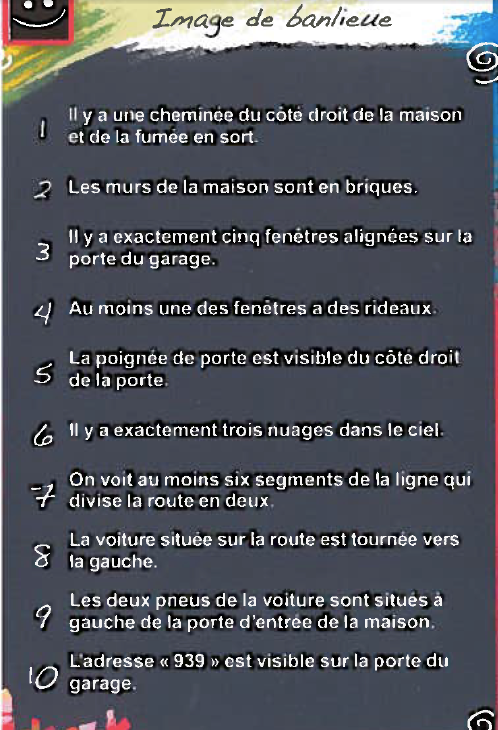 Image de banlieue
1 Il y a une cheminée du côté droit de la maison
et de la fumée en sort.
2 Les murs de la maison sont en briques.
3 Il y a exactement cinq fenêtres alignées sur la
porte du garage.
4 Au moins une des fenêtres a des rideaux.
5 La poignée de porte est visible du côté droit
de la porte.
6 Il y a exactement trois nuages dans le ciel.
7 On voit au moins six segments de la ligne qui
divise la route en deux.
8 La voiture située sur la route est tournée vers
la gauche.
9 Les deux pneus de la voiture sont situés à
gauche de la porte d'entrée de la maison.
10 L'adresse « 939 » est visible sur la porte du
garage.